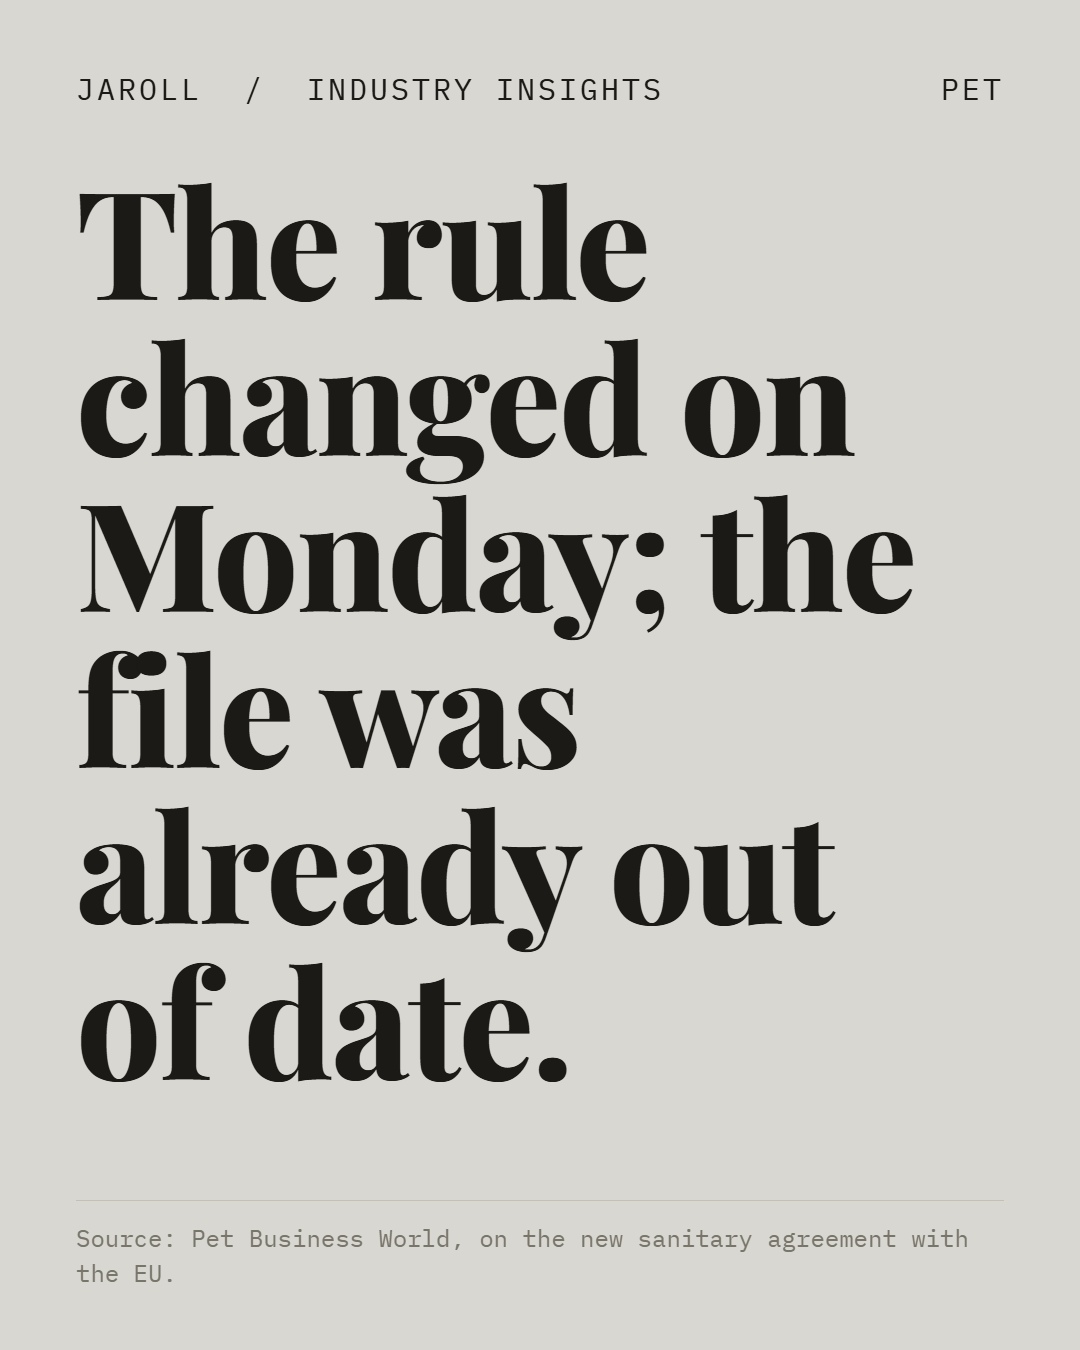 JAROLL / INDUSTRY INSIGHTS PET
The rule
changed on
Monday; the
file was
already out
of date.
Source: Pet Business World, on the new sanitary agreement with
the EU.